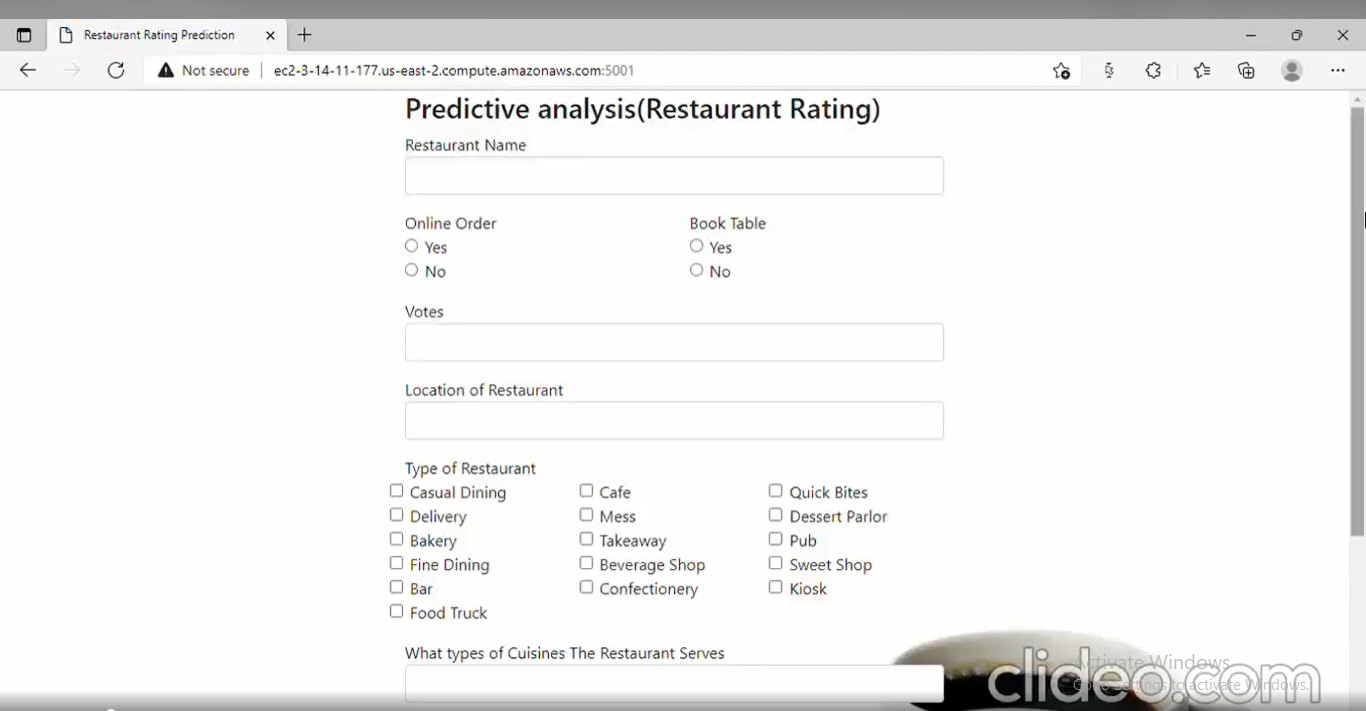 Restaurant Rating Prediction
Not secure
ec2-3-14-11-177.us-east-2.compute.amazonaws.com:5001
Predictive analysis(Restaurant Rating)
Restaurant Name
Online Order Book Table
Yes Yes
No No
Votes
Location of Restaurant
Type of Restaurant
Casual Dining Cafe Quick Bites
Delivery Mess Dessert Parlor
Bakery Takeaway Pub
Fine Dining Beverage Shop Sweet Shop
Bar Confectionery Kiosk
Food Truck
What types of Cuisines The Restaurant Serves
Activate Windows
clideo.com
Go to Settings to activate Windows.